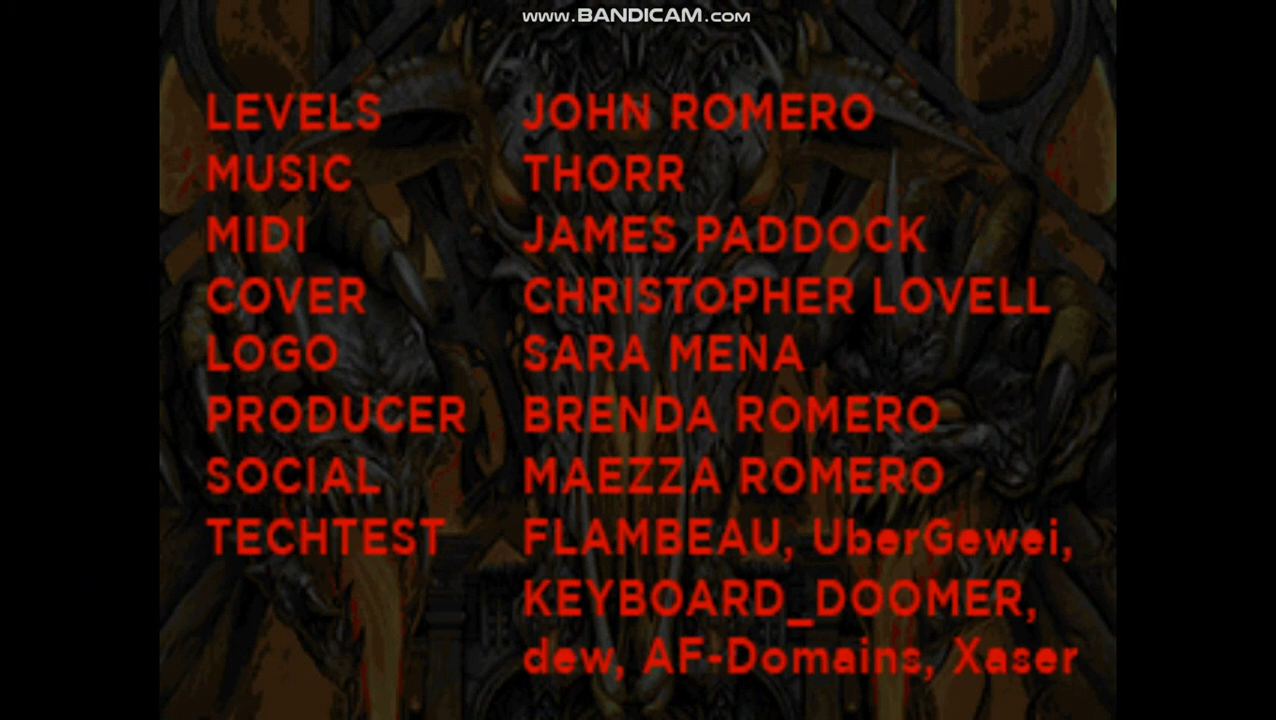 www.BANDICAM.com
LEVELS JOHN ROMERO
MUSIC THORR
MIDI JAMES PADDOCK
COVER CHRISTOPHER LOVELL
LOGO SARA MENA
PRODUCER BRENDA ROMERO
SOCIAL MAEZZA ROMERO
TECHTEST FLAMBEAU, UberGewei,
KEYBOARD_DOOMER,
dew, AF-Domains, Xaser